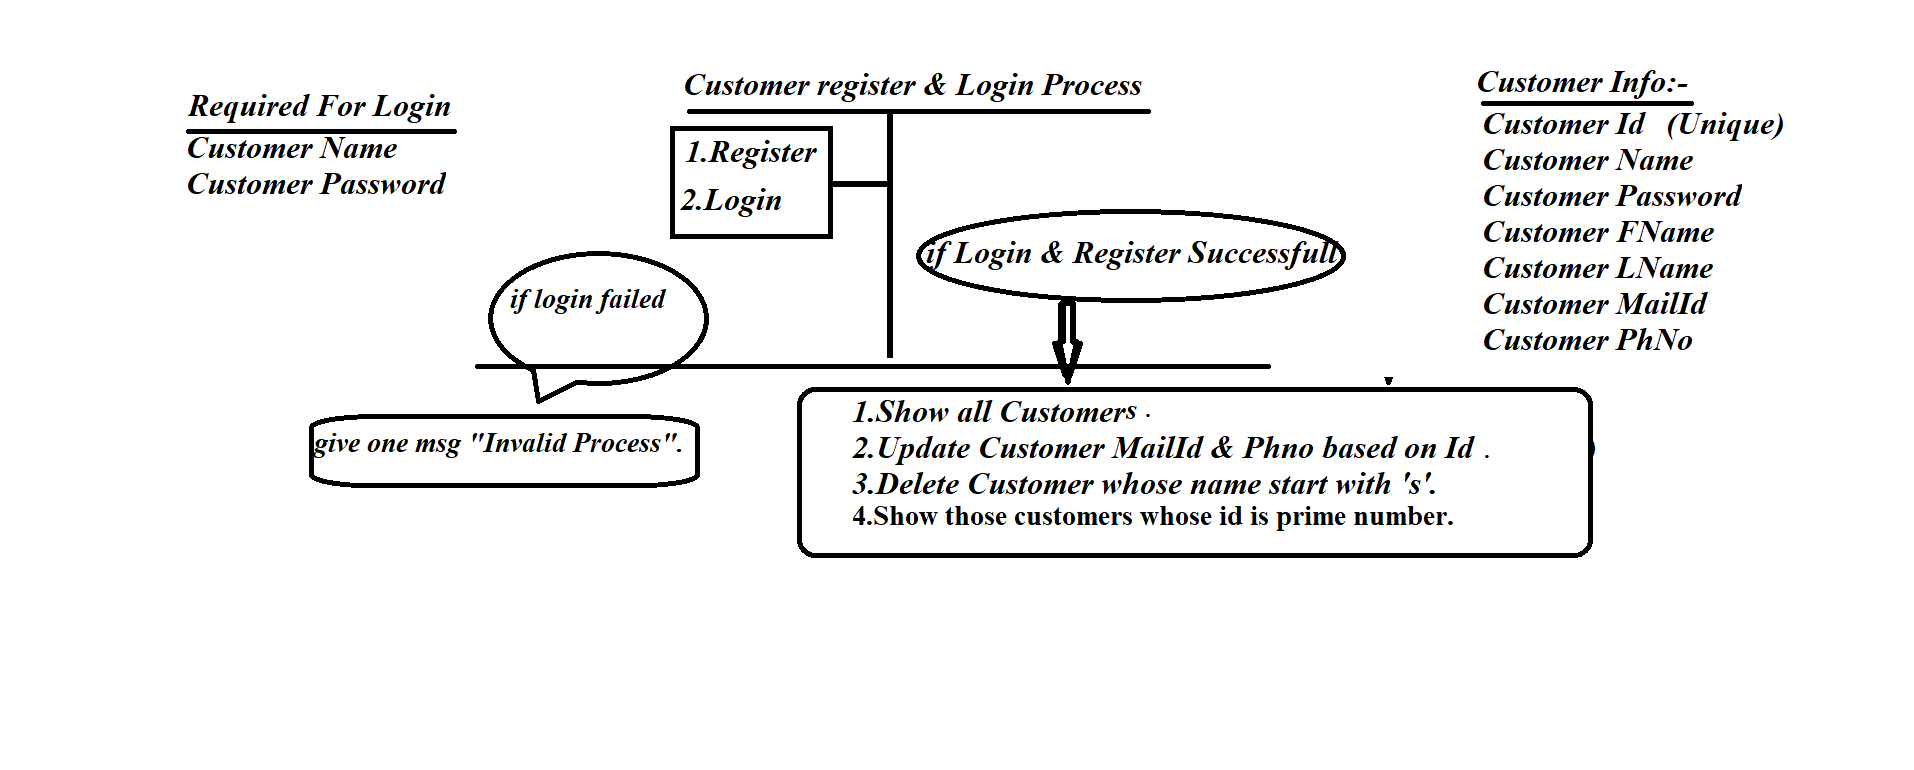 Required For Login
Customer Name
Customer Password
Customer register & Login Process
1.Register
2.Login
if login failed
give one msg "Invalid Process".
if Login & Register Successfull
1.Show all Customers .
2.Update Customer MailId & Phno based on Id .
3.Delete Customer whose name start with 's'.
4.Show those customers whose id is prime number.
Customer Info:-
Customer Id (Unique)
Customer Name
Customer Password
Customer FName
Customer LName
Customer MailId
Customer PhNo